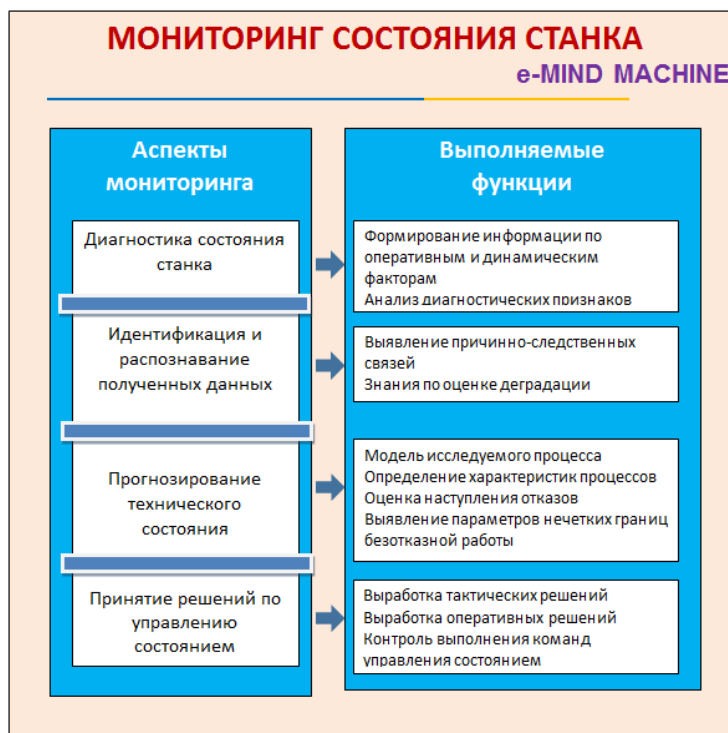 МОНИТОРИНГ СОСТОЯНИЯ СТАНКА
e-MIND MACHINE
Аспекты
мониторинга
Диагностика состояния
станка
Идентификация и
распознавание
полученных данных
Прогнозирование
технического
состояния
Принятие решений по
управлению
состоянием
Выполняемые
функции
Формирование информации по
оперативным и динамическим
факторам
Анализ диагностических признаков
Выявление причинно-следственных
связей
Знания по оценке деградации
Модель исследуемого процесса
Определение характеристик процессов
Оценка наступления отказов
Выявление параметров нечетких границ
безотказной работы
Выработка тактических решений
Выработка оперативных решений
Контроль выполнения команд
управления состоянием